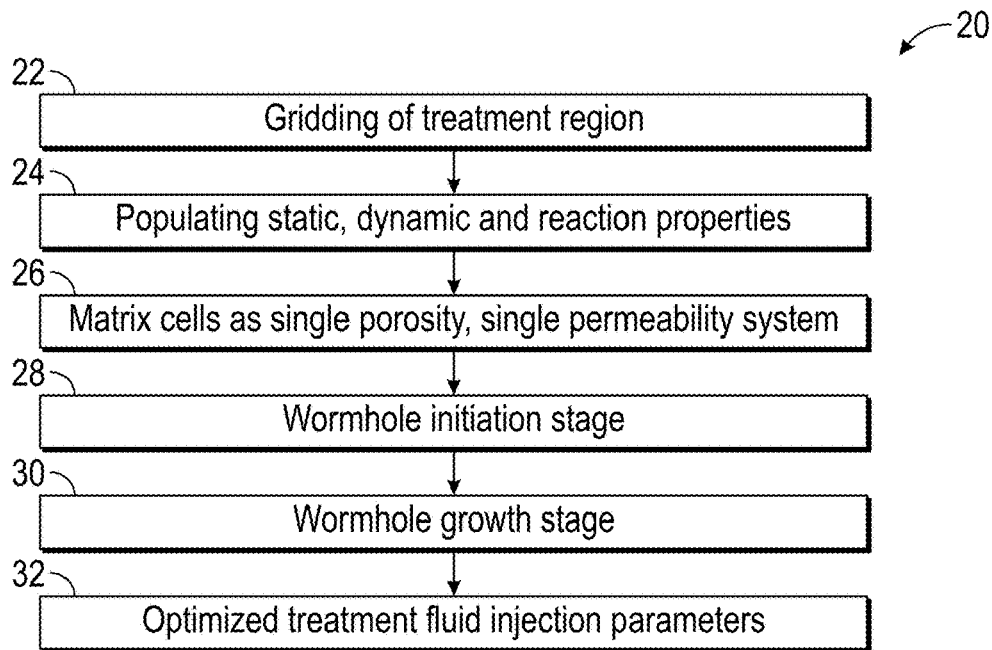 20
22
Gridding of treatment region
24
Populating static, dynamic and reaction properties
26
Matrix cells as single porosity, single permeability system
28
Wormhole initiation stage
30
Wormhole growth stage
32
Optimized treatment fluid injection parameters